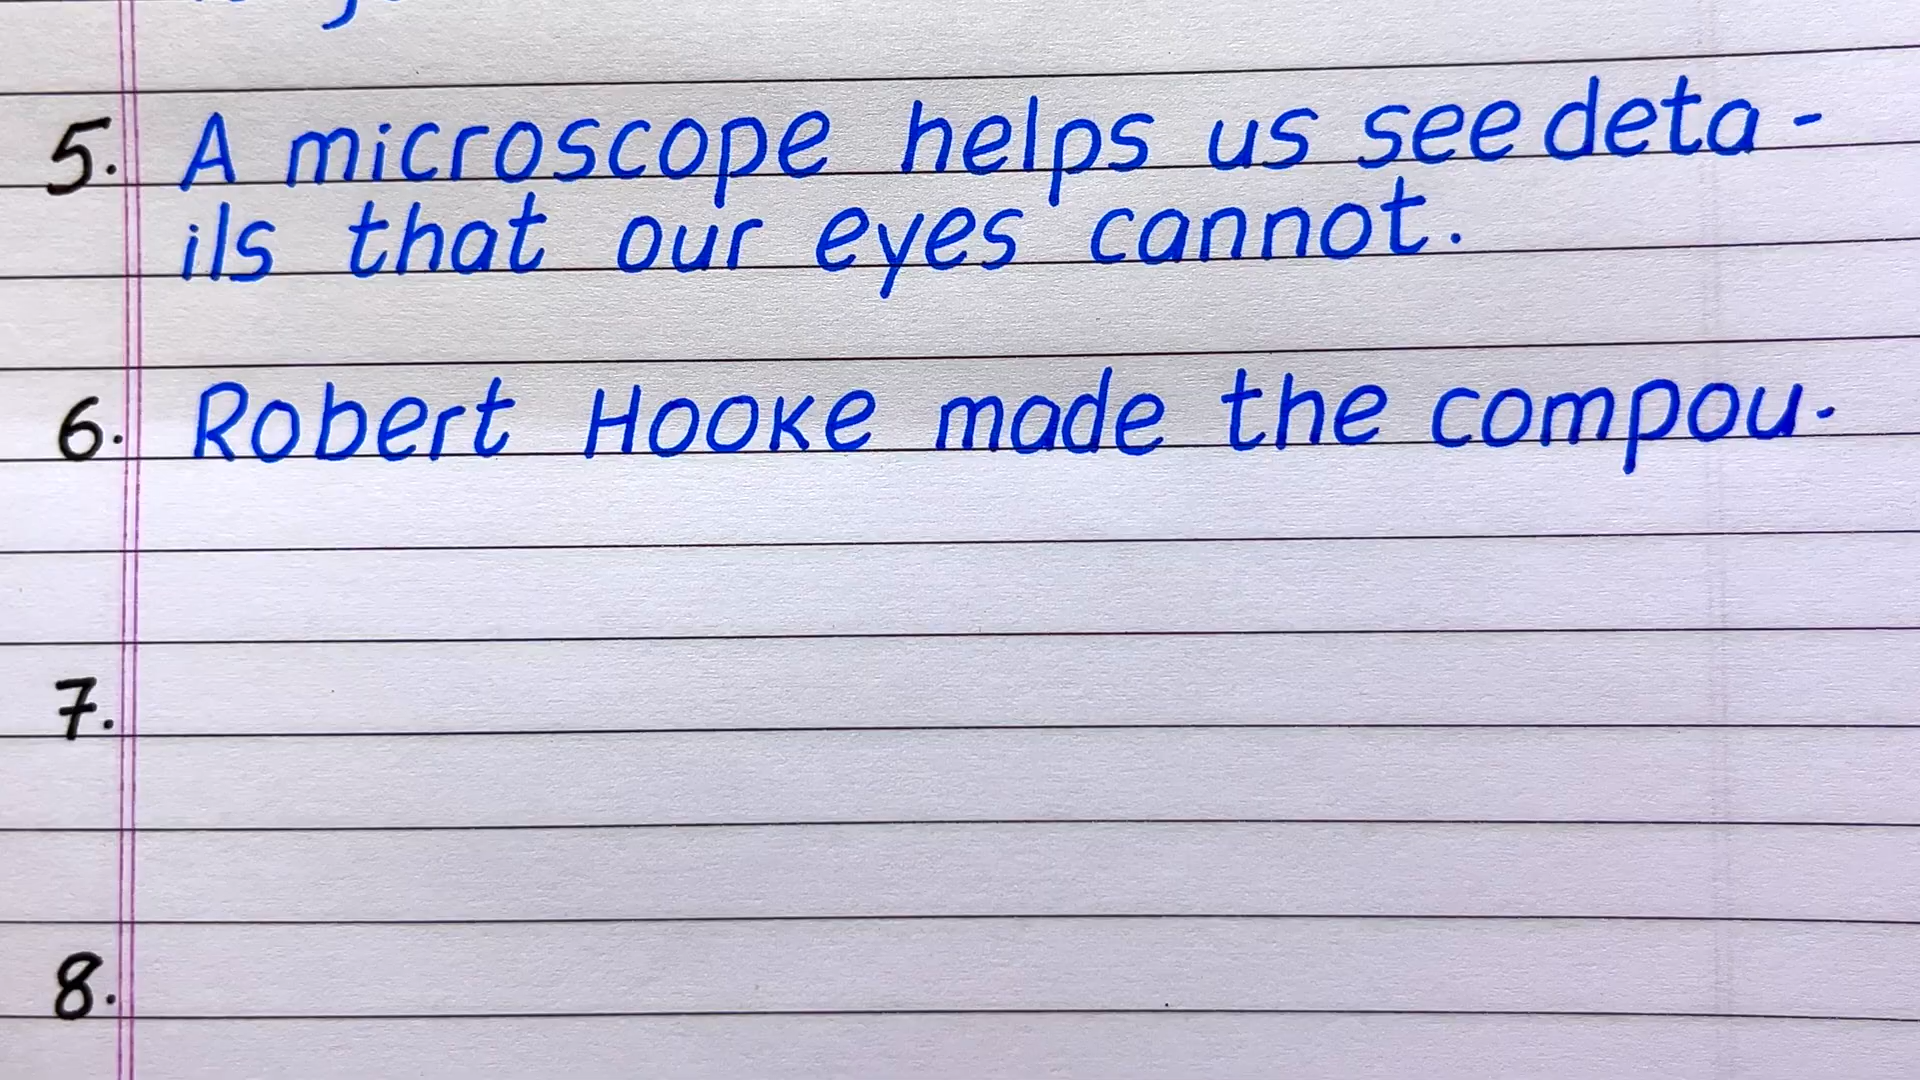 5. A microscope helps us see deta-
ils that our eyes cannot.
6. Robert Hooke made the compou-
7.
8.